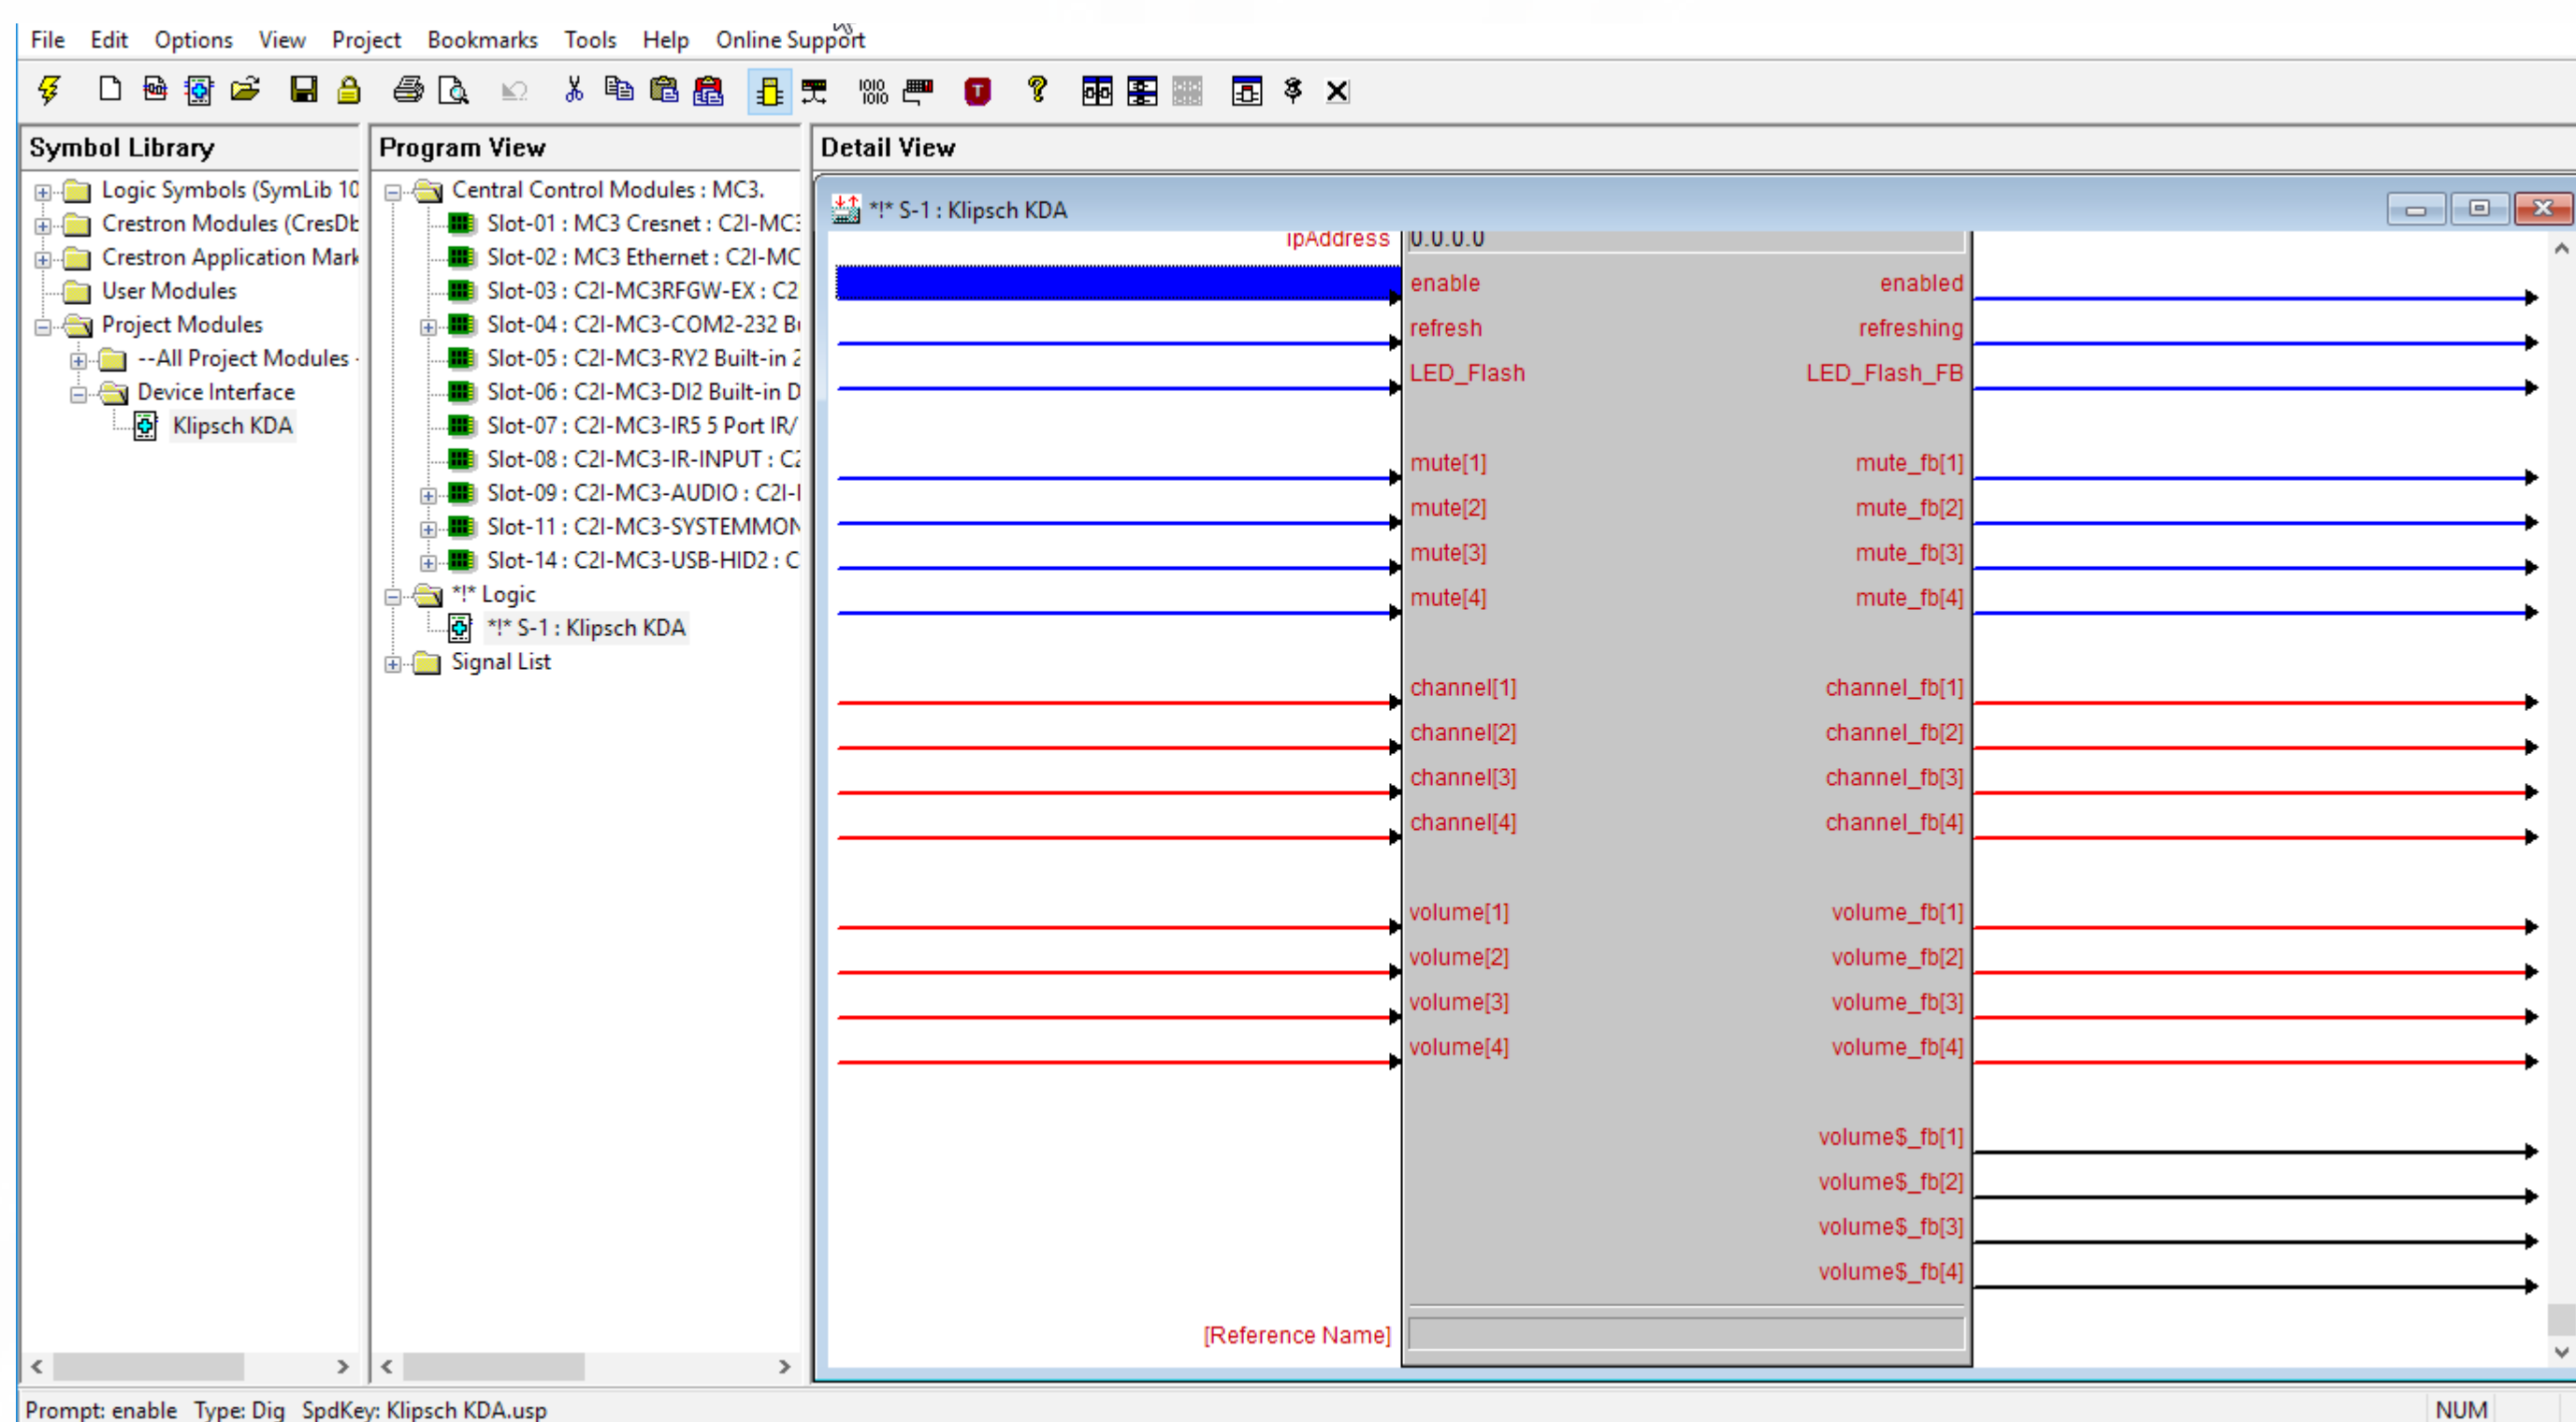 File Edit Options View Project Bookmarks Tools Help Online Support
Symbol Library
Logic Symbols (SymLib 10
Crestron Modules (CresDb
Crestron Application Mark
User Modules
Project Modules
--All Project Modules -
Device Interface
Klipsch KDA
Program View
Central Control Modules : MC3.
Slot-01 : MC3 Cresnet : C2I-MC3
Slot-02 : MC3 Ethernet : C2I-MC
Slot-03 : C2I-MC3RFGW-EX : C2
Slot-04 : C2I-MC3-COM2-232 Bu
Slot-05 : C2I-MC3-RY2 Built-in 2
Slot-06 : C2I-MC3-DI2 Built-in D
Slot-07 : C2I-MC3-IR5 5 Port IR/
Slot-08 : C2I-MC3-IR-INPUT : C2
Slot-09 : C2I-MC3-AUDIO : C2I-
Slot-11 : C2I-MC3-SYSTEMMON
Slot-14 : C2I-MC3-USB-HID2 : C
*!* Logic
*!* S-1 : Klipsch KDA
Signal List
Detail View
*!* S-1 : Klipsch KDA
ipAddress 0.0.0.0
enable enabled
refresh refreshing
LED_Flash LED_Flash_FB
mute[1] mute_fb[1]
mute[2] mute_fb[2]
mute[3] mute_fb[3]
mute[4] mute_fb[4]
channel[1] channel_fb[1]
channel[2] channel_fb[2]
channel[3] channel_fb[3]
channel[4] channel_fb[4]
volume[1] volume_fb[1]
volume[2] volume_fb[2]
volume[3] volume_fb[3]
volume[4] volume_fb[4]
volume$_fb[1]
volume$_fb[2]
volume$_fb[3]
volume$_fb[4]
[Reference Name]
Prompt: enable Type: Dig SpdKey: Klipsch KDA.usp NUM